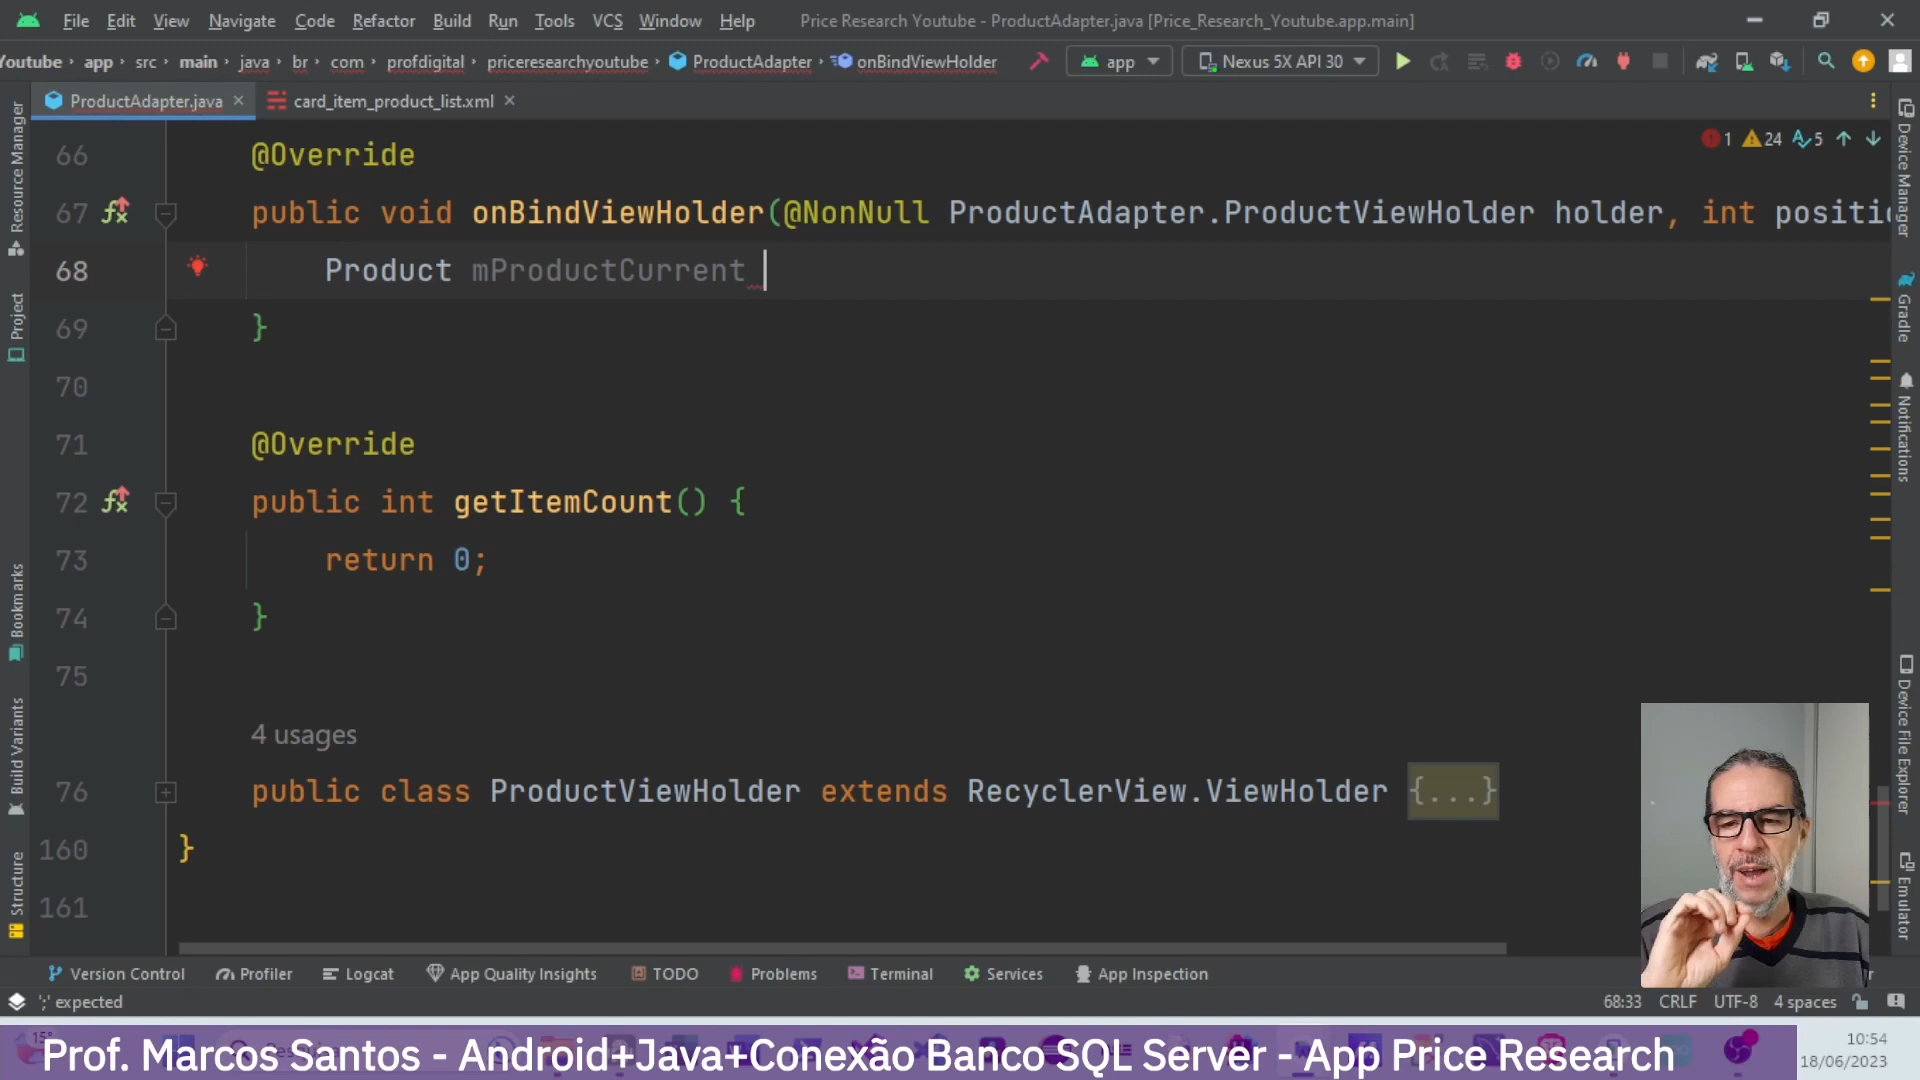 File Edit View Navigate Code Refactor Build Run Tools VCS Window Help Price Research Youtube - ProductAdapter.java [Price_Research_Youtube.app.main]
Youtube app src main java br com profdigital priceresearchyoutube ProductAdapter onBindViewHolder app Nexus 5X API 30
ProductAdapter.java card_item_product_list.xml
1 24 5
66 @Override
67 public void onBindViewHolder(@NonNull ProductAdapter.ProductViewHolder holder, int positio
68 Product mProductCurrent
69 }
70
71 @Override
72 public int getItemCount() {
73 return 0;
74 }
75
4 usages
76 public class ProductViewHolder extends RecyclerView.ViewHolder {...}
160 }
161
Resource Manager
Project
Bookmarks
Build Variants
Structure
Device Manager
Gradle
Notifications
Device File Explorer
Emulator
Version Control Profiler Logcat App Quality Insights TODO Problems Terminal Services App Inspection
';' expected 68:33 CRLF UTF-8 4 spaces
Prof. Marcos Santos - Android+Java+Conexão Banco SQL Server - App Price Research
10:54
18/06/2023